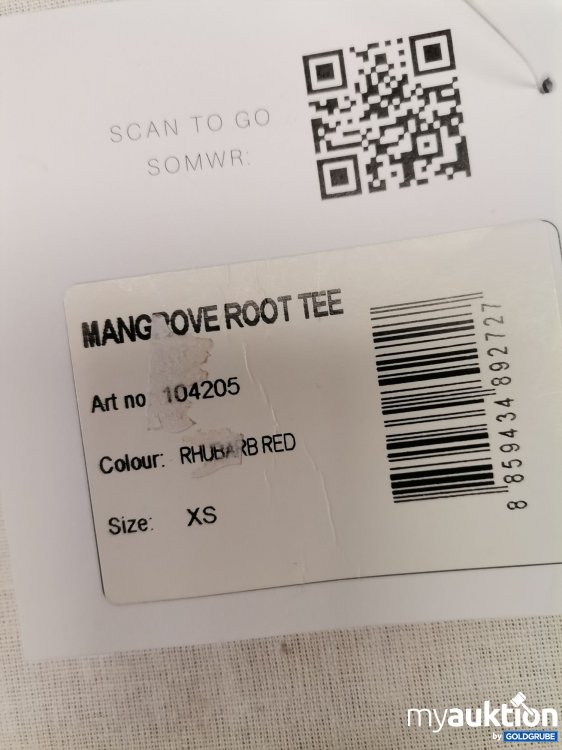 SCAN TO GO
SOMWR:
MANGROVE ROOT TEE
Art no 104205
Colour: RHUBARB RED
Size: XS
8 859434 892727
myauktion
by GOLDGRUBE